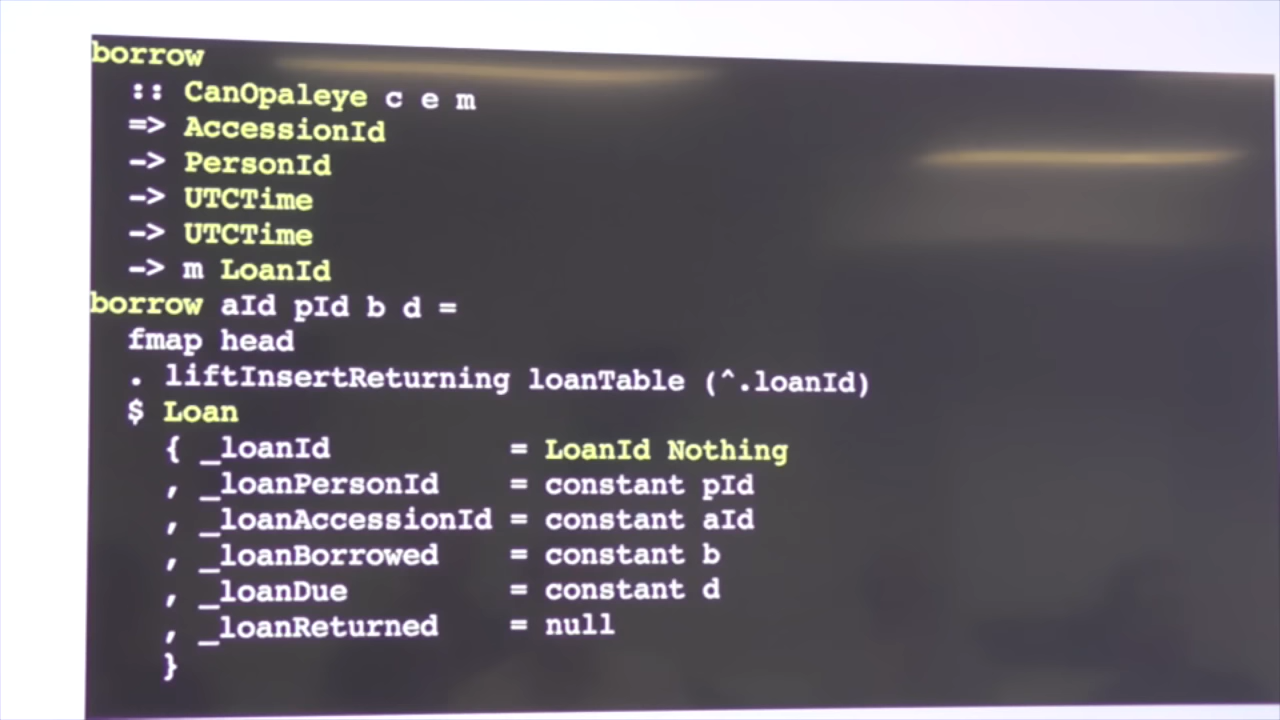 borrow
  :: CanOpaleye c e m
  => AccessionId
  -> PersonId
  -> UTCTime
  -> UTCTime
  -> m LoanId
borrow aId pId b d =
  fmap head
  . liftInsertReturning loanTable (^.loanId)
  $ Loan
    { _loanId          = LoanId Nothing
    , _loanPersonId    = constant pId
    , _loanAccessionId = constant aId
    , _loanBorrowed    = constant b
    , _loanDue         = constant d
    , _loanReturned    = null
    }